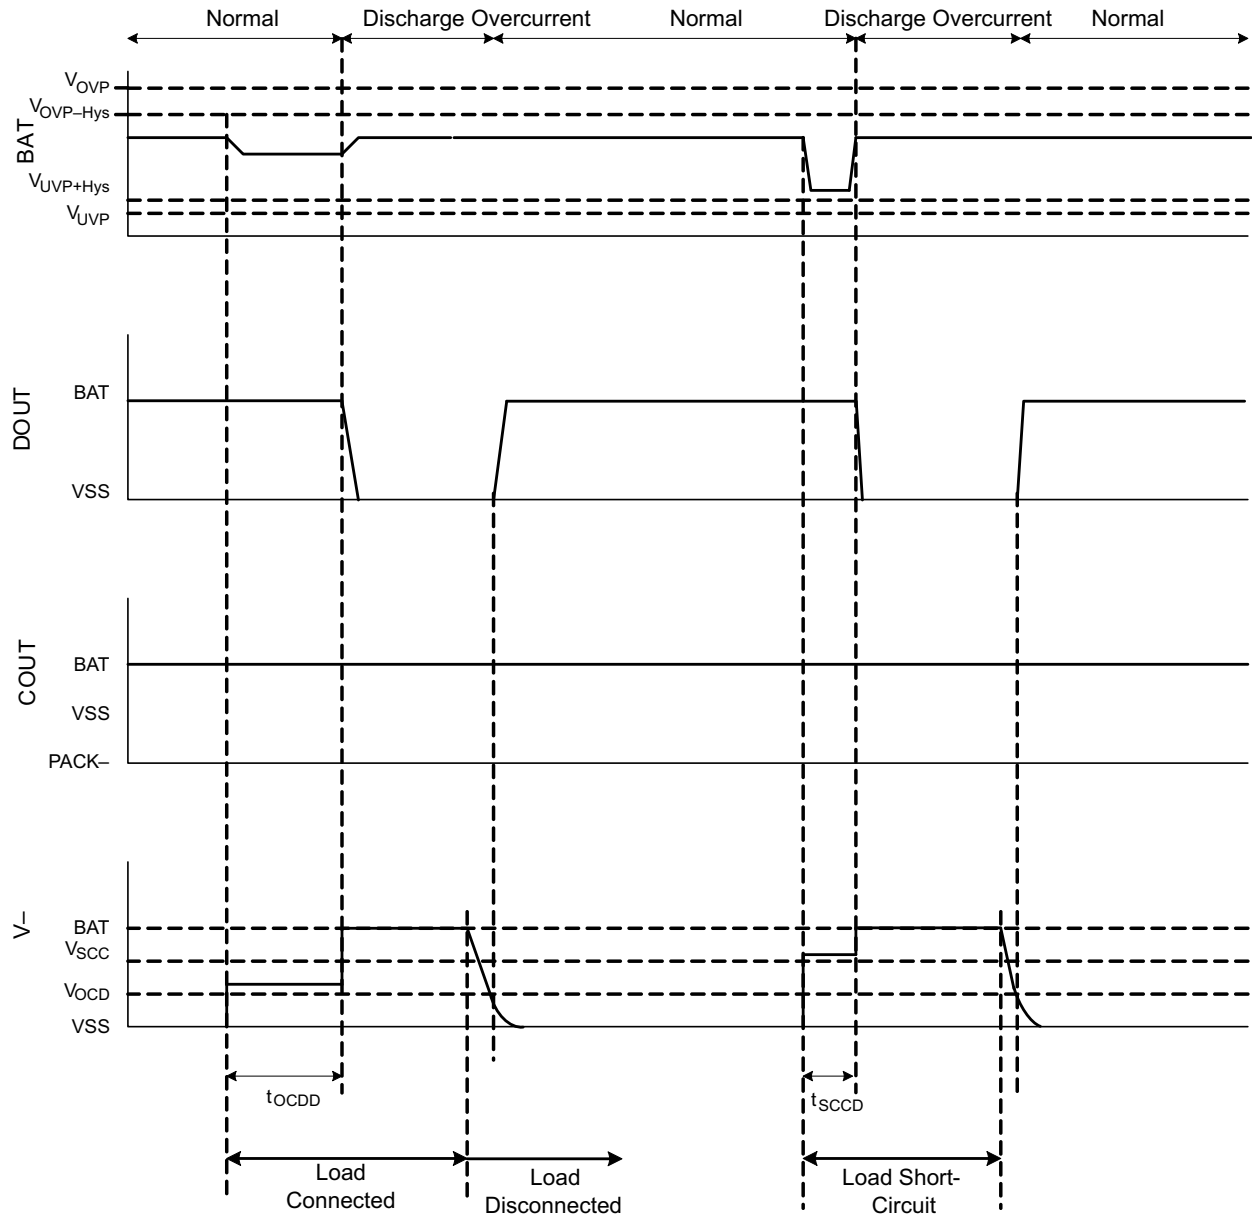 Normal
Discharge Overcurrent
Normal
Discharge Overcurrent
Normal
BAT
VOVP
VOVP–Hys
VUVP+Hys
VUVP
DOUT
BAT
VSS
COUT
BAT
VSS
PACK–
V–
BAT
VSCC
VOCD
VSS
tOCDD
tSCCD
Load
Connected
Load
Disconnected
Load Short-
Circuit